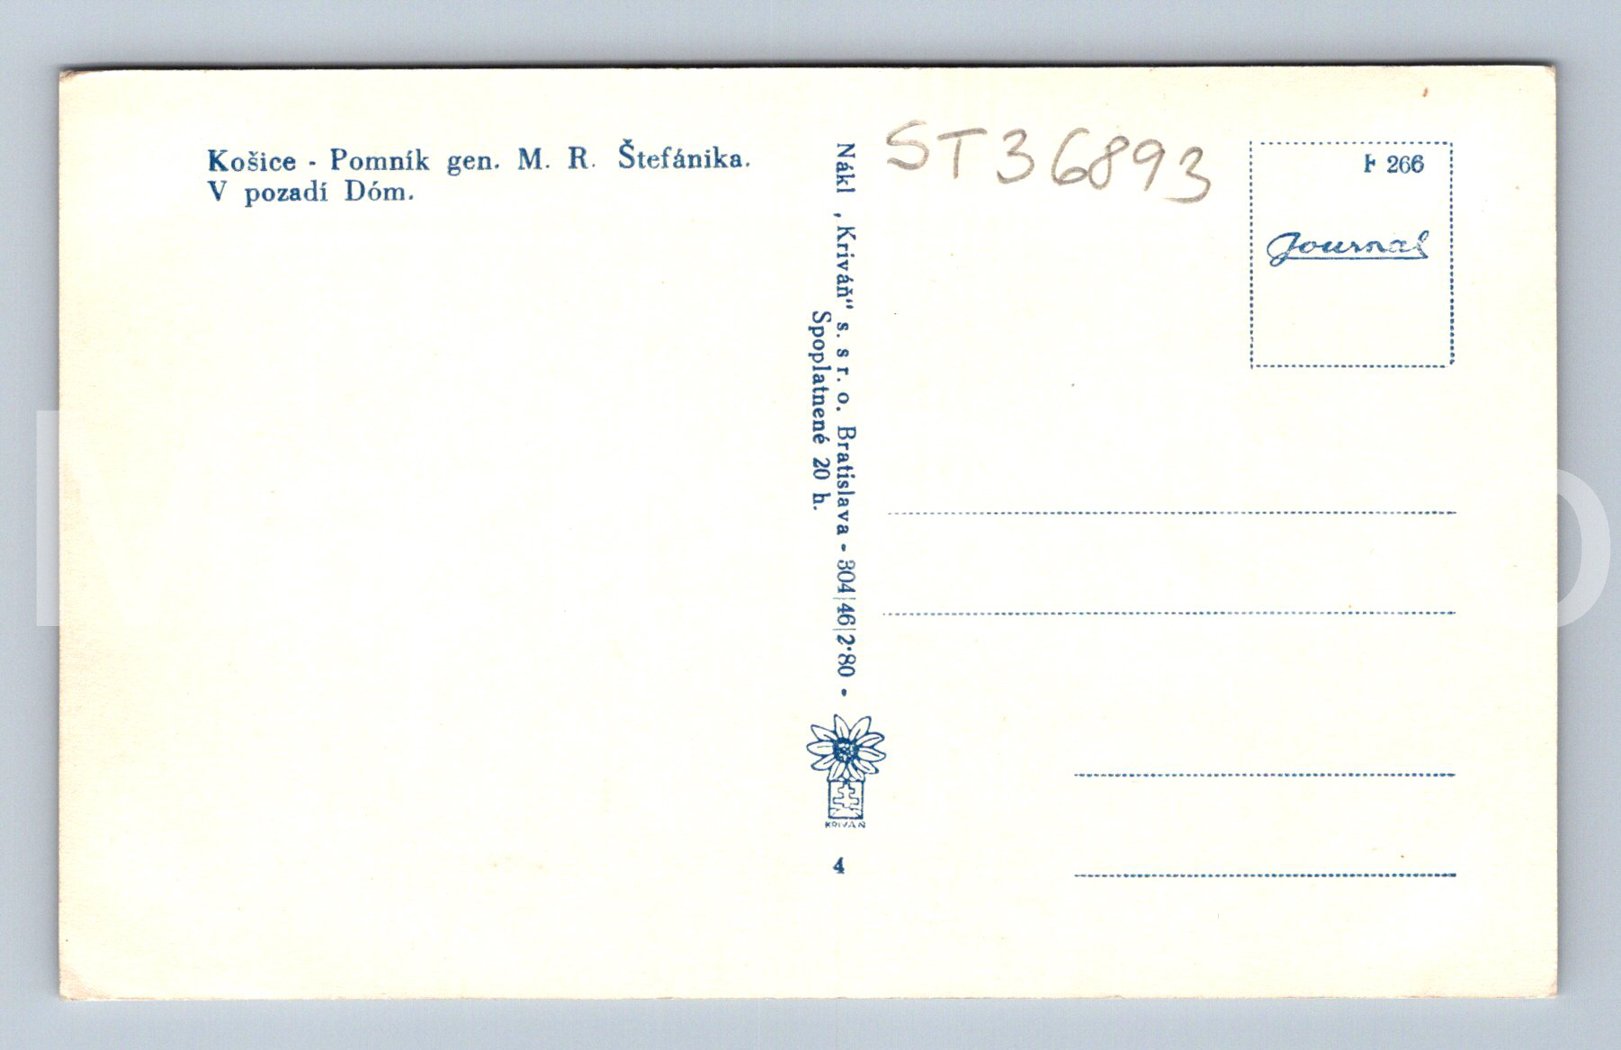 Košice - Pomník gen. M. R. Štefánika.
V pozadí Dóm.
Nákl , Kriváň" s. s r. o. Bratislava - 304|46|2·80 •
Spoplatnené 20 h.
KRIVÁŇ
4
ST36893
F 266
Journal